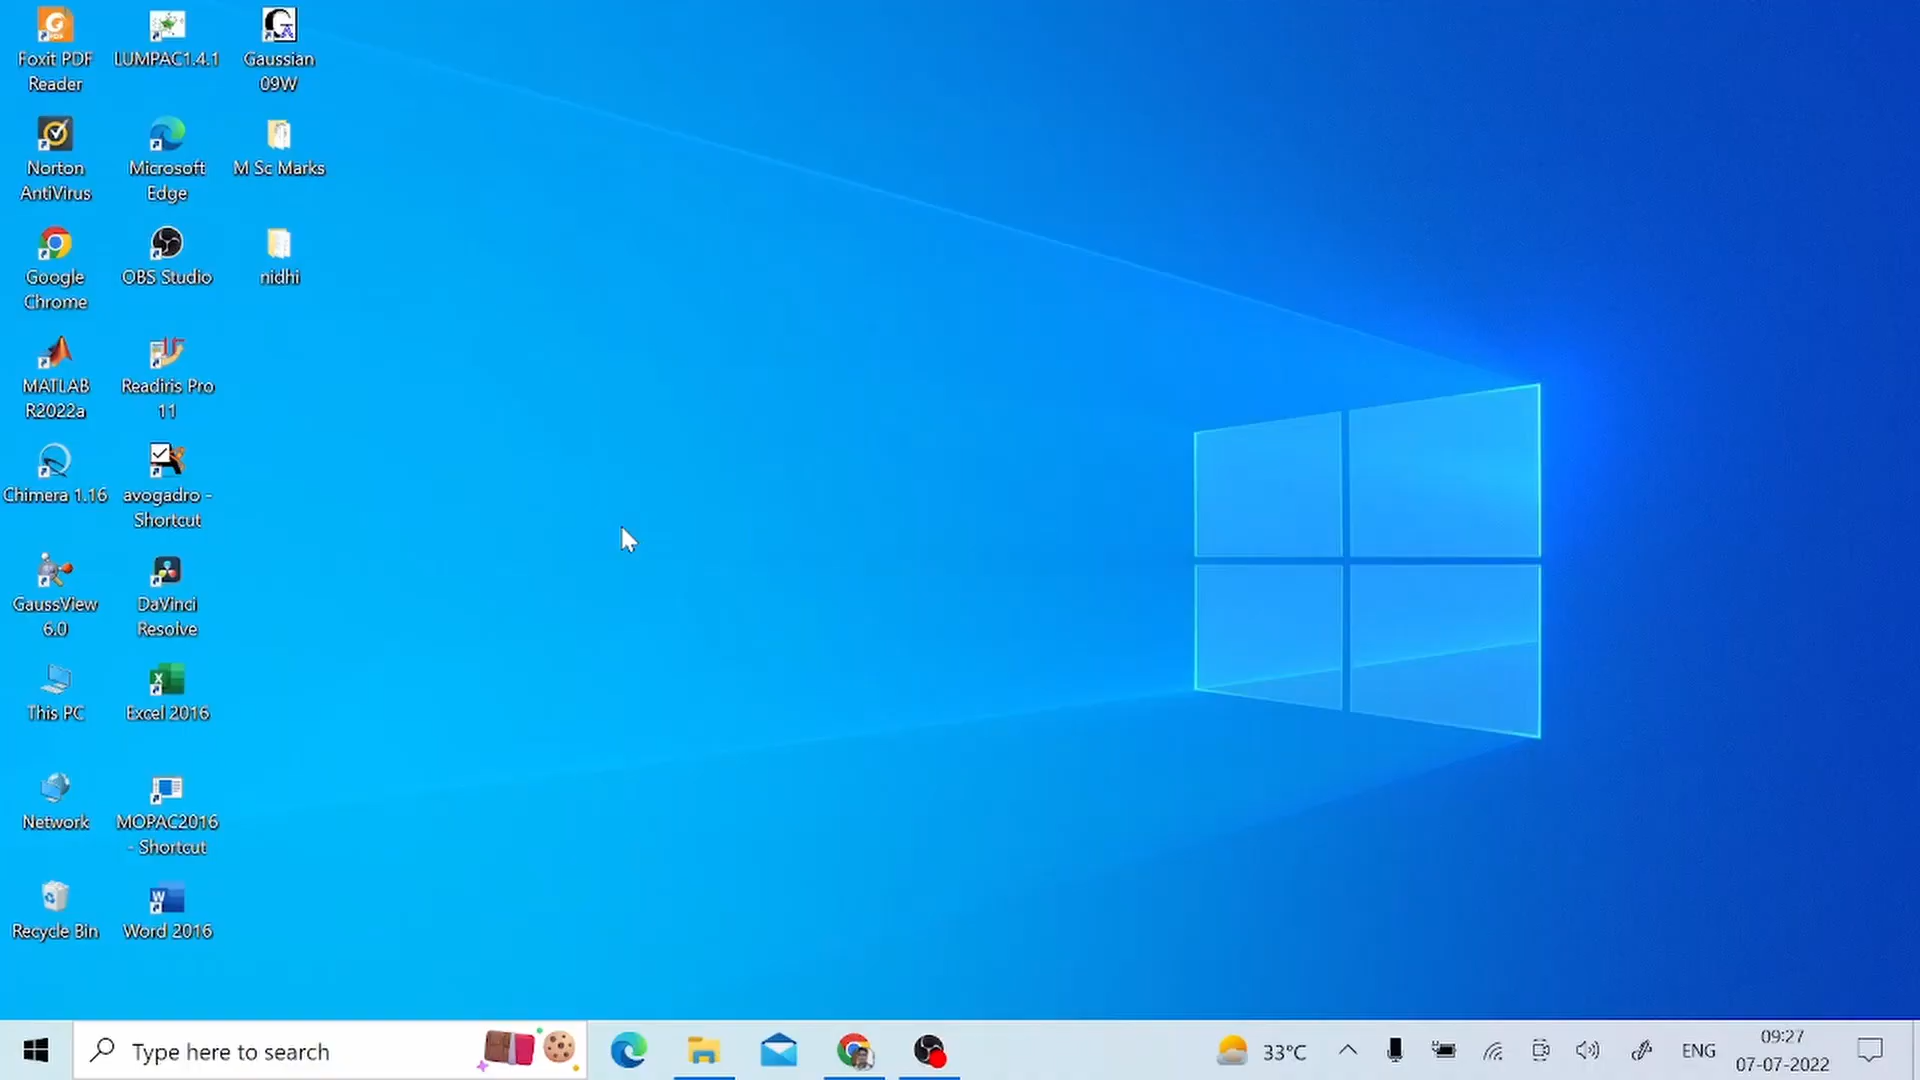 Foxit PDF
Reader
LUMPAC1.4.1
Gaussian
09W
Norton
AntiVirus
Microsoft
Edge
M Sc Marks
Google
Chrome
OBS Studio
nidhi
MATLAB
R2022a
Readiris Pro
11
Chimera 1.16
avogadro -
Shortcut
GaussView
6.0
DaVinci
Resolve
This PC
Excel 2016
Network
MOPAC2016
- Shortcut
Recycle Bin
Word 2016
Type here to search
33°C
ENG
09:27
07-07-2022